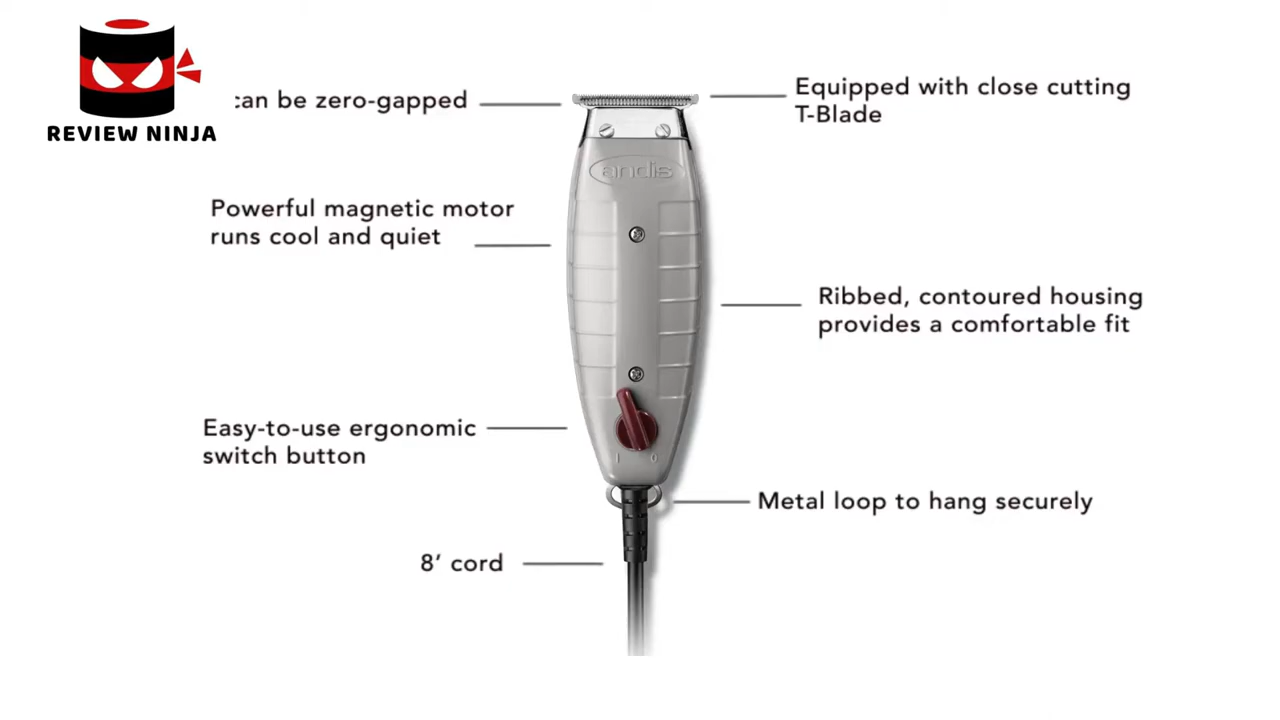 REVIEW NINJA
can be zero-gapped
Equipped with close cutting
T-Blade
andis
Powerful magnetic motor
runs cool and quiet
Ribbed, contoured housing
provides a comfortable fit
Easy-to-use ergonomic
switch button
I O
Metal loop to hang securely
8’ cord